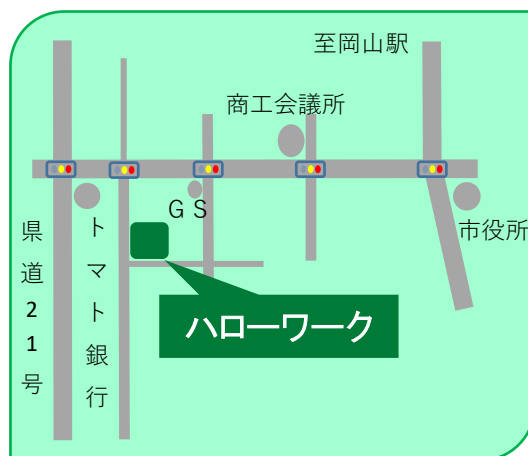 至岡山駅
商工会議所
ＧＳ
市役所
県道21号
トマト銀行
ハローワーク